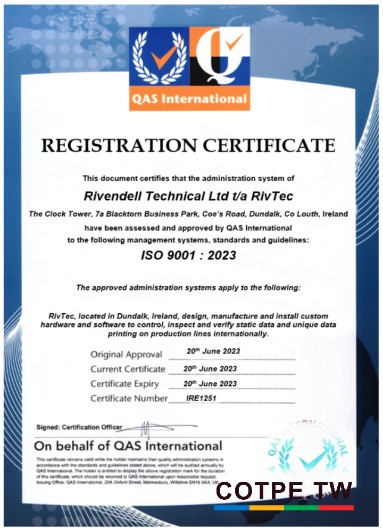 QAS International
REGISTRATION CERTIFICATE
This document certifies that the administration system of
Rivendell Technical Ltd t/a RivTec
The Clock Tower, 7a Blacktorn Business Park, Coe's Road, Dundalk, Co Louth, Ireland
have been assessed and approved by QAS International
to the following management systems, standards and guidelines:
ISO 9001 : 2023
The approved administration systems apply to the following:
RivTec, located in Dundalk, Ireland, design, manufacture and install custom
hardware and software to control, inspect and verify static data and unique data
printing on production lines internationally.
Original Approval 20th June 2023
Current Certificate 20th June 2023
Certificate Expiry 20th June 2023
Certificate Number IRE1251
Signed: Certification Officer
On behalf of QAS International
This certificate remains valid while the holder maintains their quality administration systems in
accordance with the standards and guidelines stated above, which will be audited annually by
QAS International. The holder is entitled to display the above registration mark for the duration
of this certificate, which should be returned to QAS International upon reasonable request.
Issuing Office: QAS International, 20A Oxford Street, Malmesbury, Wiltshire SN16 9AX
COTPE.TW